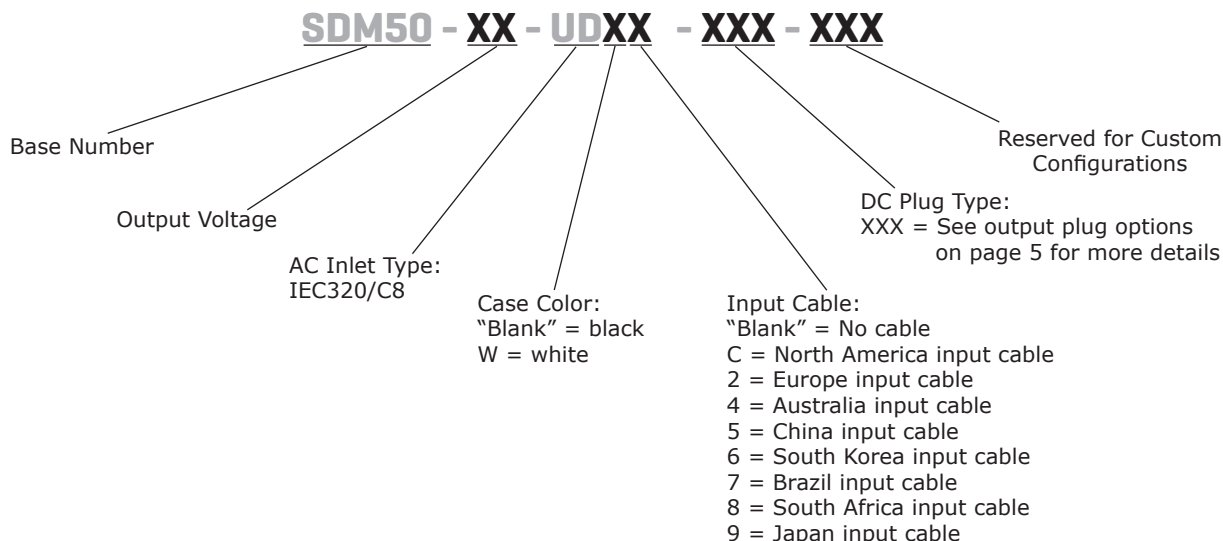 SDM50 - XX - UDXX - XXX - XXX
Base Number
Output Voltage
AC Inlet Type:
IEC320/C8
Case Color:
“Blank” = black
W = white
Input Cable:
“Blank” = No cable
C = North America input cable
2 = Europe input cable
4 = Australia input cable
5 = China input cable
6 = South Korea input cable
7 = Brazil input cable
8 = South Africa input cable
9 = Japan input cable
DC Plug Type:
XXX = See output plug options
on page 5 for more details
Reserved for Custom
Configurations